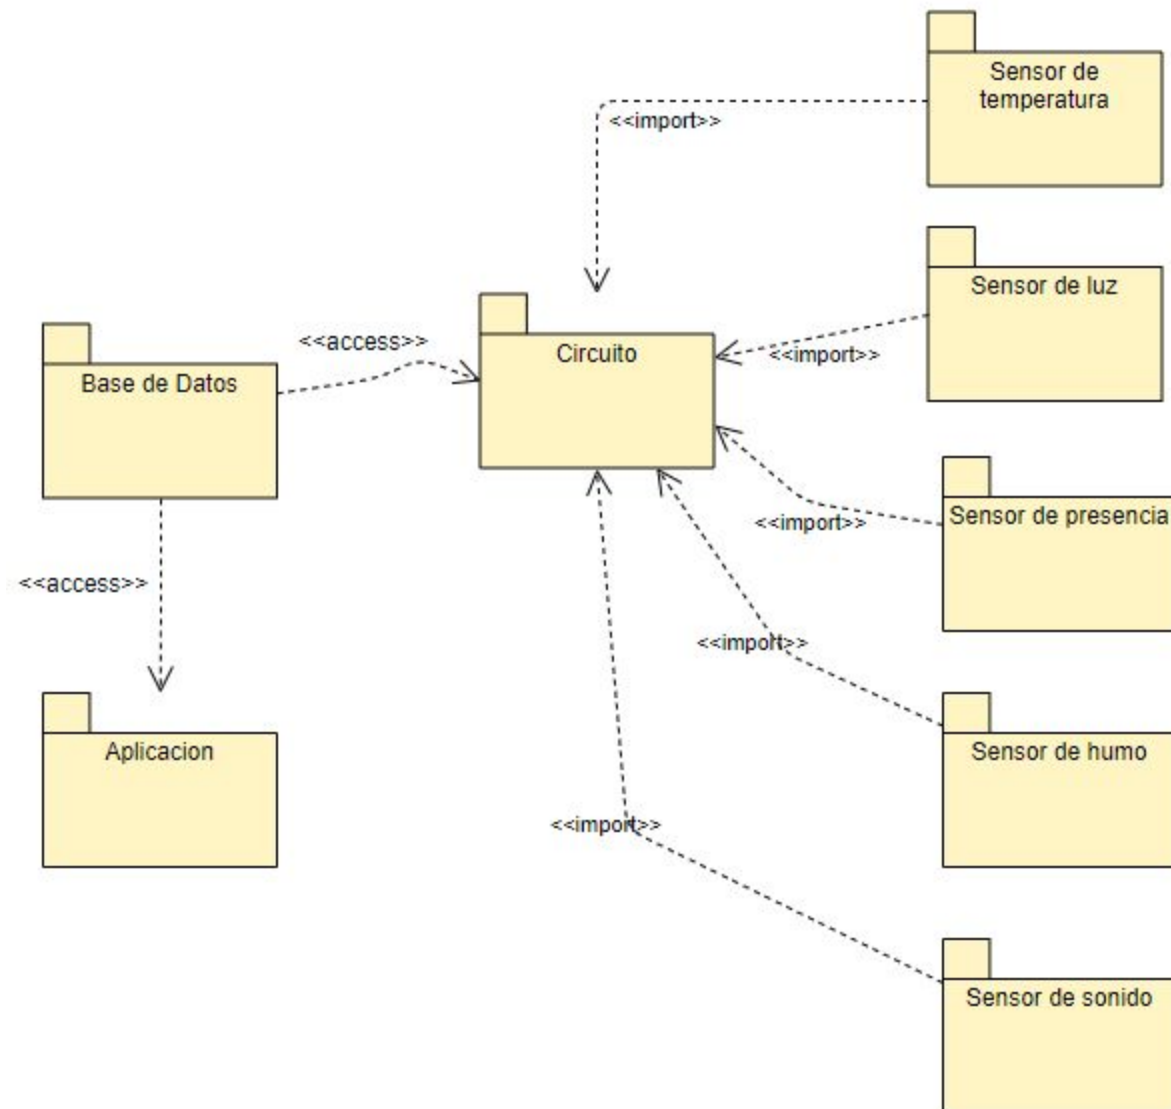 Sensor de
temperatura
<<import>>
Sensor de luz
<<import>>
<<access>>
Circuito
Base de Datos
Sensor de presencia
<<import>>
<<access>>
<<import>>
Aplicacion
Sensor de humo
<<import>>
Sensor de sonido